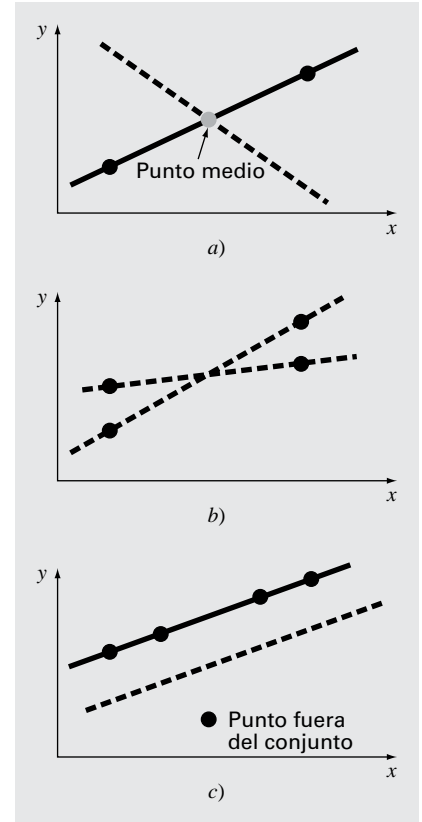 y
Punto medio
x
a)
y
x
b)
y
Punto fuera
del conjunto
x
c)